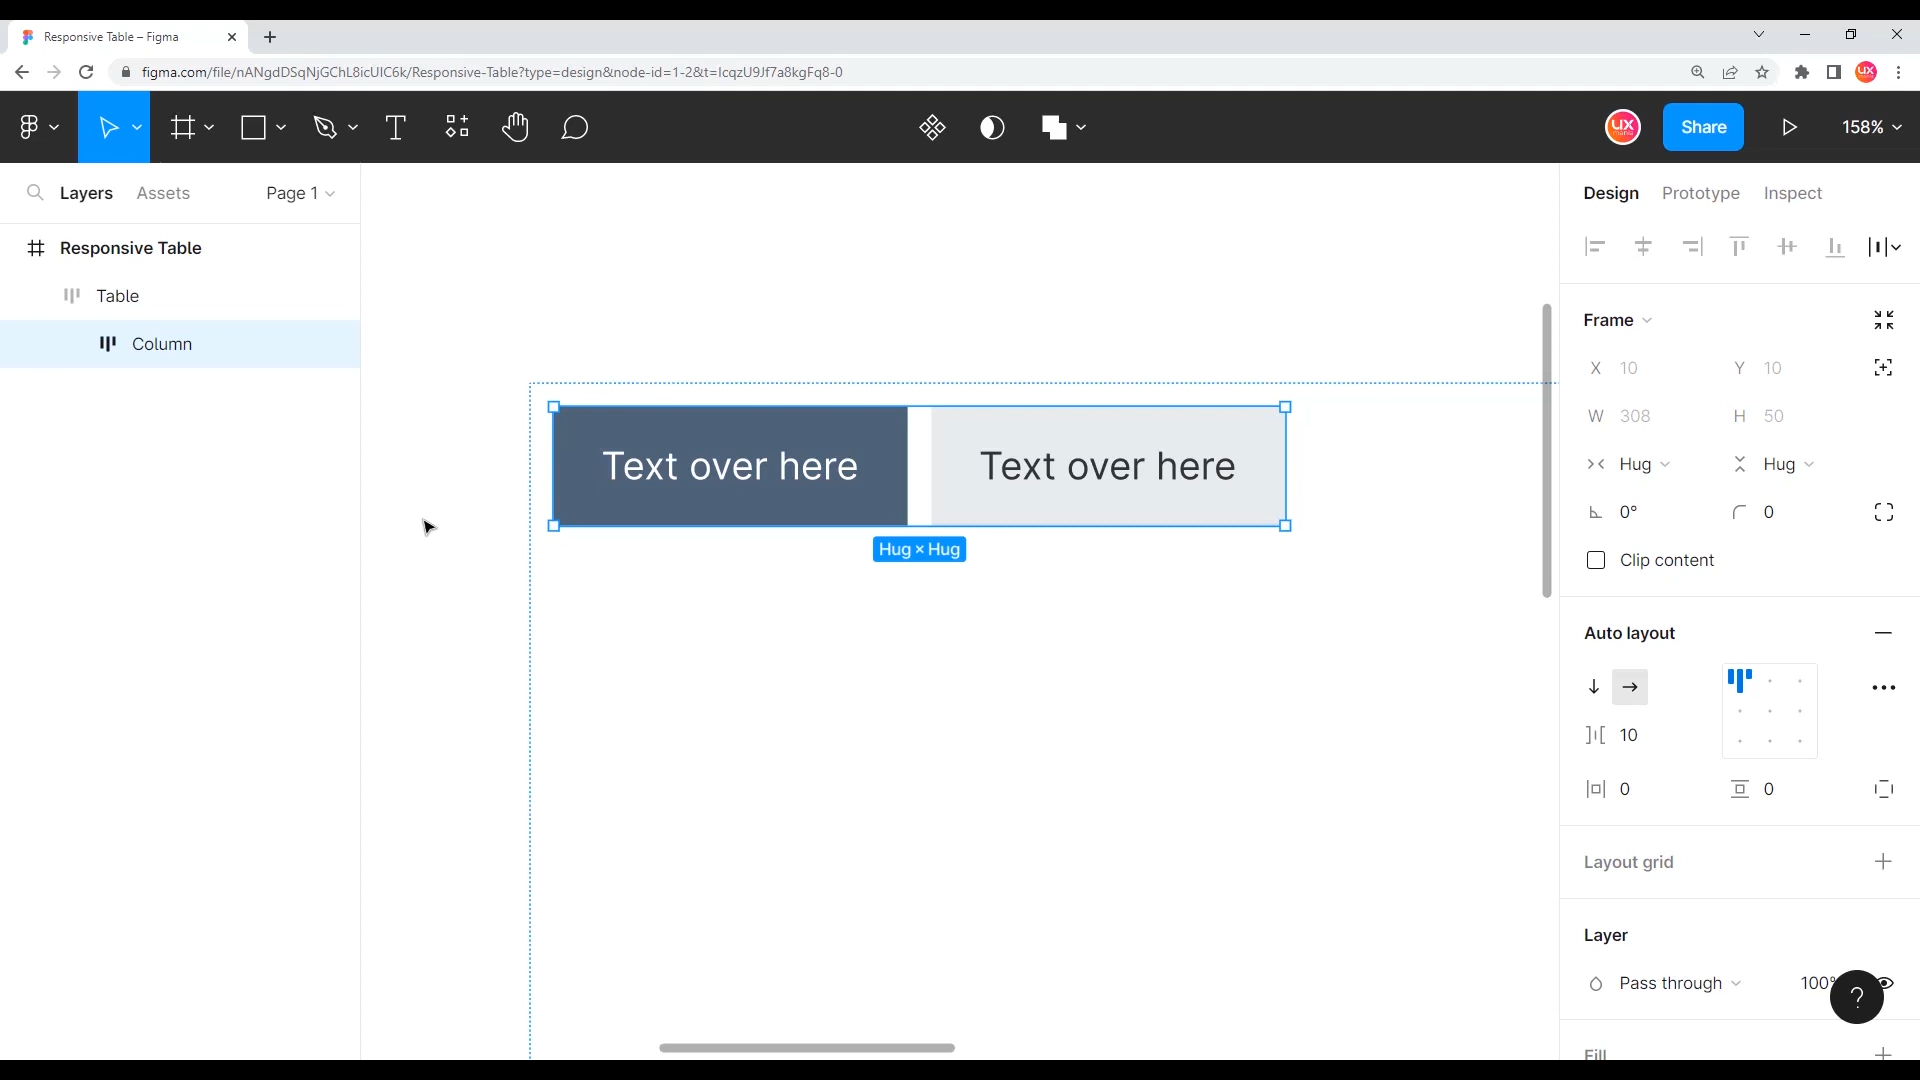 Responsive Table – Figma
figma.com/file/nANgdDSqNjGChL8icUIC6k/Responsive-Table?type=design&node-id=1-2&t=IcqzU9Jf7a8kgFq8-0
ux
T
ux
mania
Share
158%
Layers
Assets
Page 1
Responsive Table
Table
Column
Text over here
Text over here
Hug × Hug
Design
Prototype
Inspect
Frame
X 10
Y 10
W 308
H 50
Hug
Hug
0°
0
Clip content
Auto layout
10
0
0
Layout grid
Layer
Pass through
100%
?
Fill